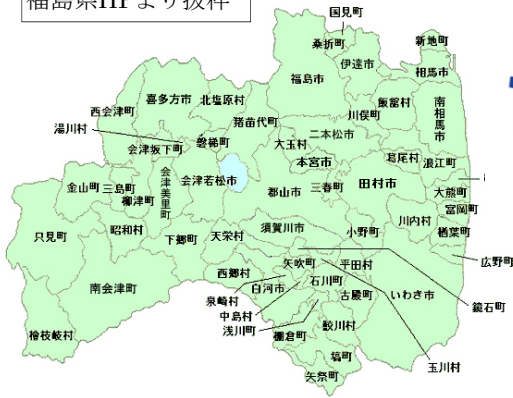 福島県HPより抜粋
国見町
桑折町
新地町
伊達市
相馬市
福島市
喜多方市
北塩原村
飯舘村
西会津町
猪苗代町
川俣町
南相馬市
湯川村
大玉村
二本松市
磐梯町
会津坂下町
本宮市
葛尾村
浪江町
会津若松市
金山町
三島町
会津美里町
郡山市
三春町
田村市
大熊町
柳津町
富岡町
川内村
只見町
昭和村
下郷町
天栄村
須賀川市
小野町
楢葉町
広野町
矢吹町
平田村
西郷村
白河市
石川町
南会津町
泉崎村
古殿町
いわき市
鏡石町
中島村
浅川町
鮫川村
檜枝岐村
棚倉町
塙町
玉川村
矢祭町